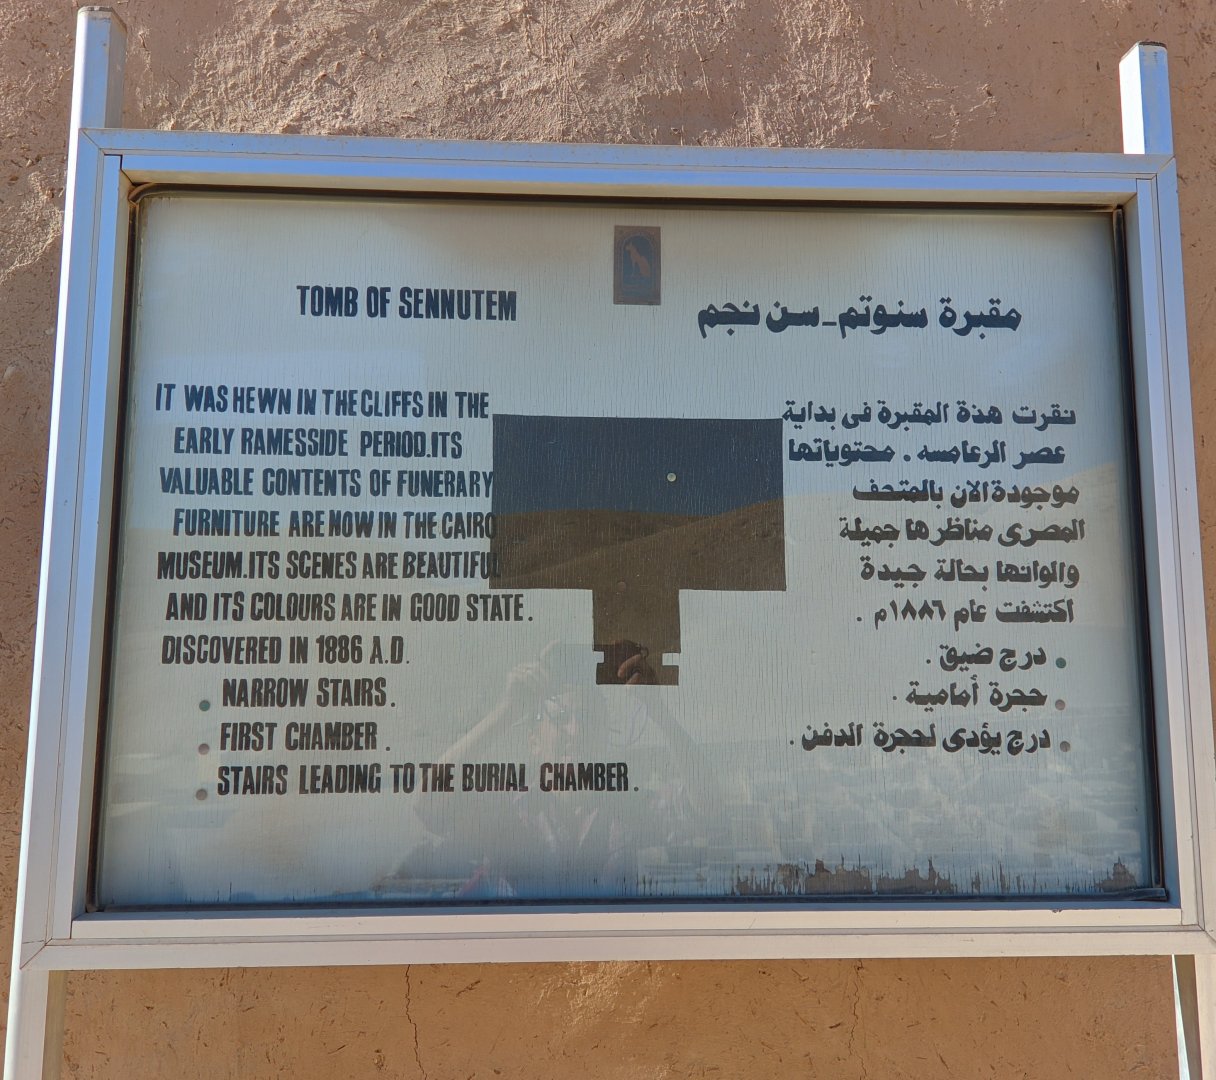 TOMB OF SENNUTEM
IT WAS HEWN IN THE CLIFFS IN THE
EARLY RAMESSIDE PERIOD.ITS
VALUABLE CONTENTS OF FUNERARY
FURNITURE ARE NOW IN THE CAIRO
MUSEUM.ITS SCENES ARE BEAUTIFUL
AND ITS COLOURS ARE IN GOOD STATE.
DISCOVERED IN 1886 A.D.
NARROW STAIRS.
FIRST CHAMBER.
STAIRS LEADING TO THE BURIAL CHAMBER.
مقبرة سنوتم - سن نجم
نقرت هذة المقبرة فى بداية
عصر الرعامسه . محتوياتها
موجودة الان بالمتحف
المصرى مناظرها جميلة
والوانها بحالة جيدة
اكتشفت عام ١٨٨٦م .
درج ضيق .
حجرة أمامية .
درج يؤدى لحجرة الدفن .